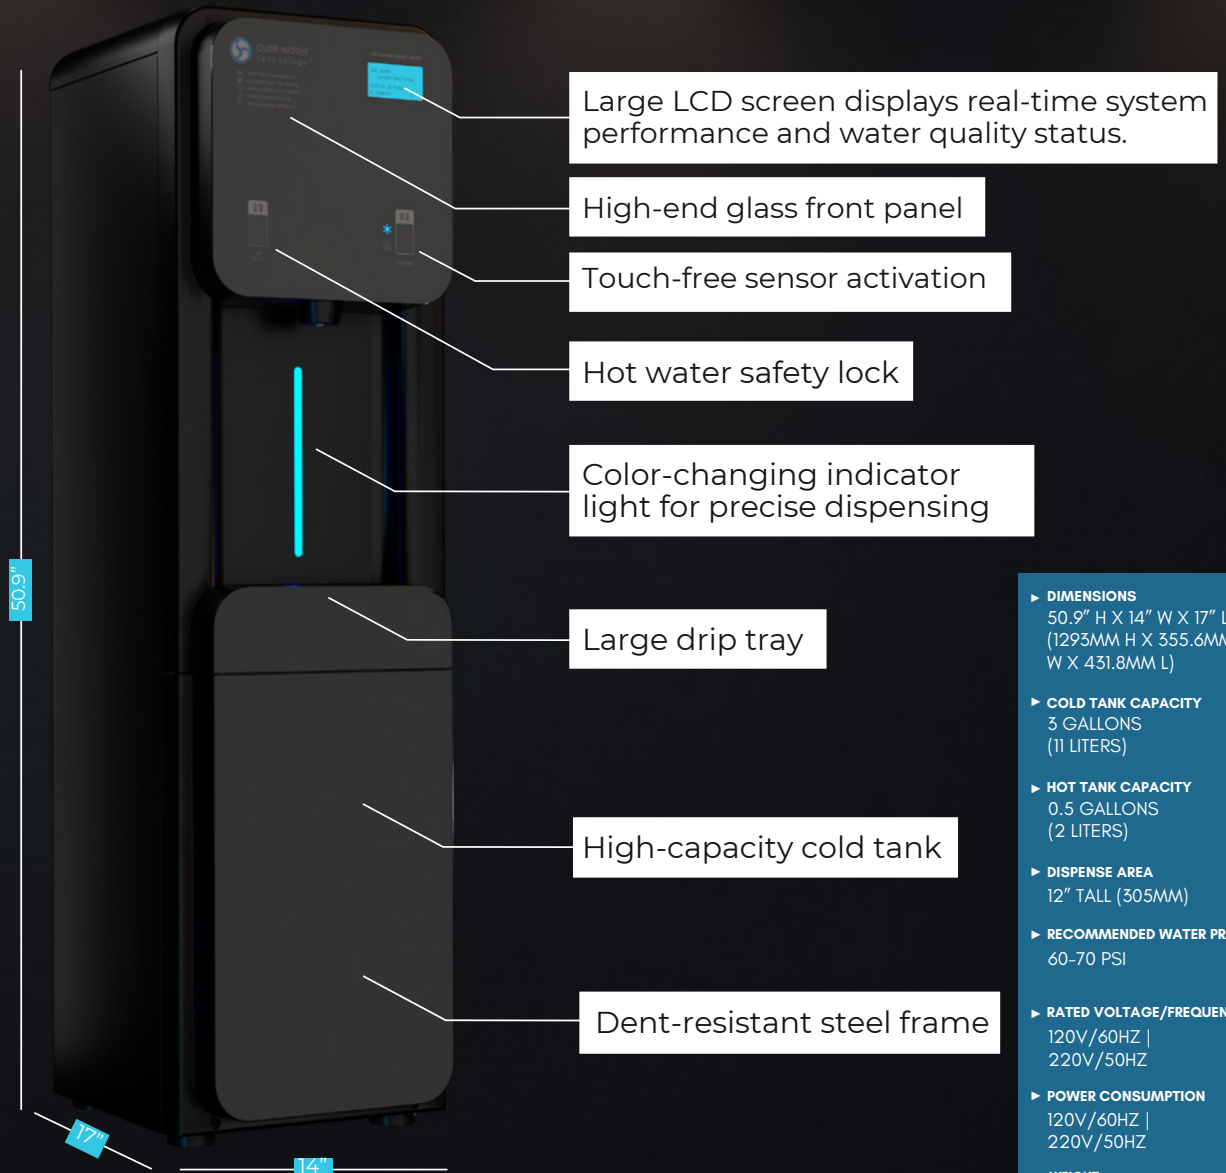 pure water
technology™
Large LCD screen displays real-time system
performance and water quality status.
High-end glass front panel
Touch-free sensor activation
Hot water safety lock
Color-changing indicator
light for precise dispensing
Large drip tray
High-capacity cold tank
Dent-resistant steel frame
50.9"
17"
14"
DIMENSIONS
50.9" H X 14" W X 17" L
(1293MM H X 355.6MM
W X 431.8MM L)
COLD TANK CAPACITY
3 GALLONS
(11 LITERS)
HOT TANK CAPACITY
0.5 GALLONS
(2 LITERS)
DISPENSE AREA
12" TALL (305MM)
RECOMMENDED WATER PR
60-70 PSI
RATED VOLTAGE/FREQUEN
120V/60HZ |
220V/50HZ
POWER CONSUMPTION
120V/60HZ |
220V/50HZ
WEIGHT